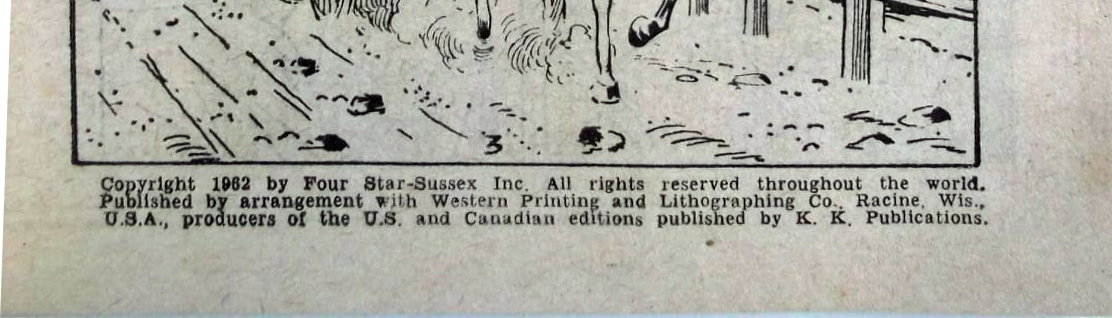 3
Copyright 1962 by Four Star-Sussex Inc. All rights reserved throughout the world.
Published by arrangement with Western Printing and Lithographing Co., Racine, Wis.,
U.S.A., producers of the U.S. and Canadian editions published by K. K. Publications.